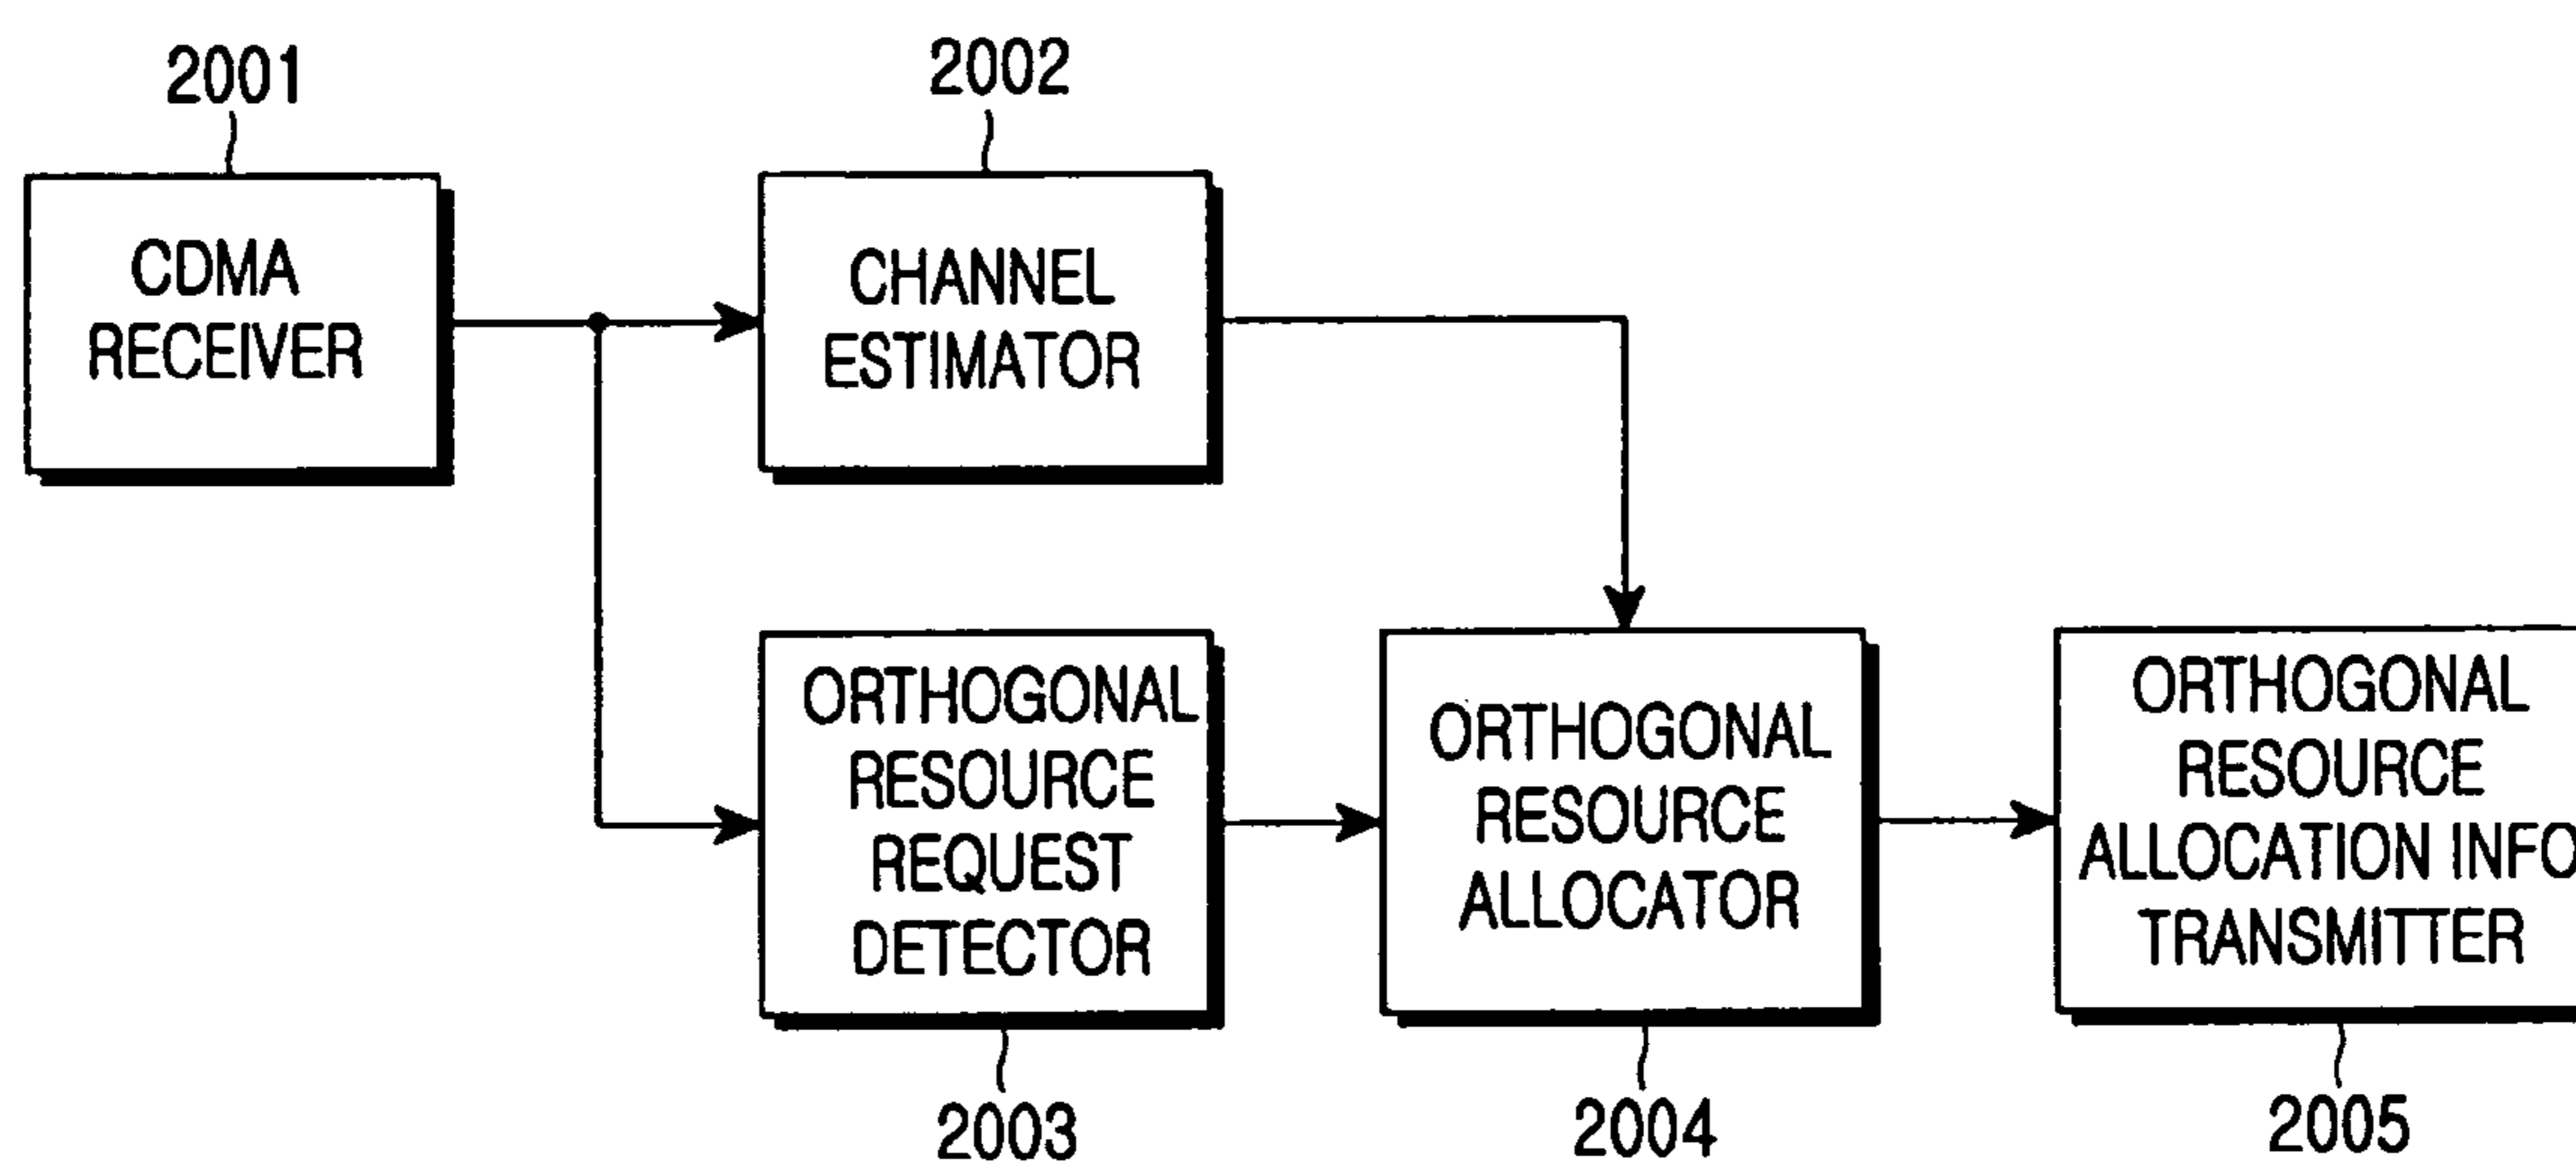 2001
2002
CDMA
RECEIVER
CHANNEL
ESTIMATOR
ORTHOGONAL
RESOURCE
REQUEST
DETECTOR
ORTHOGONAL
RESOURCE
ALLOCATOR
ORTHOGONAL
RESOURCE
ALLOCATION INFO
TRANSMITTER
2003
2004
2005